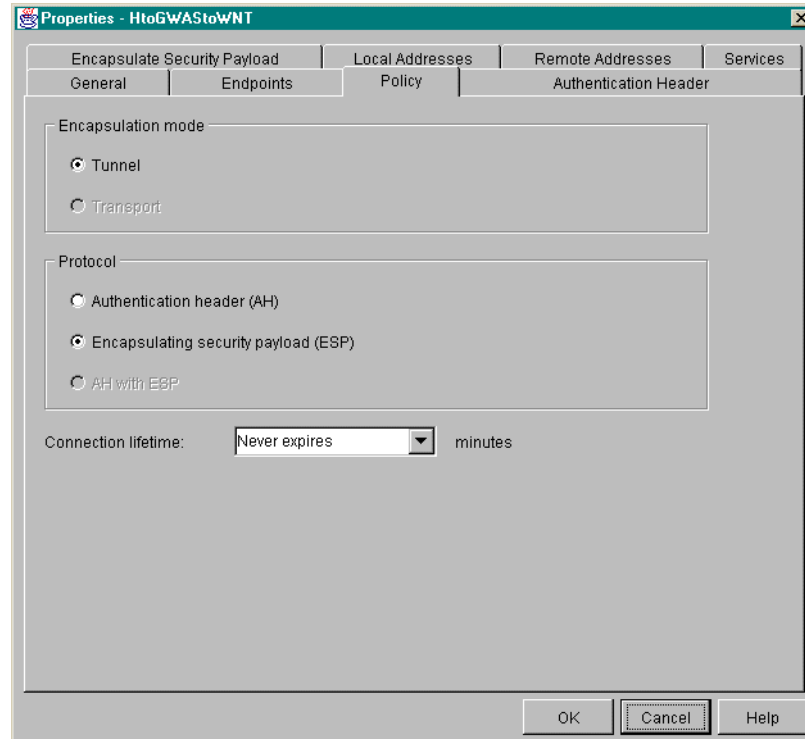 Properties - HtoGWAStoWNT
Encapsulate Security Payload Local Addresses Remote Addresses Services
General Endpoints Policy Authentication Header
Encapsulation mode
Tunnel
Transport
Protocol
Authentication header (AH)
Encapsulating security payload (ESP)
AH with ESP
Connection lifetime: Never expires minutes
OK Cancel Help